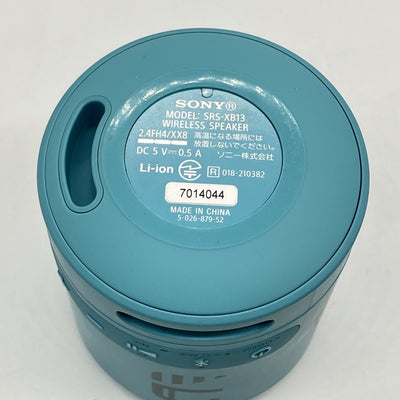 SONY®
MODEL: SRS-XB13
WIRELESS SPEAKER
2.4FH4/XX8 高温になる場所には
放置しないでください。
DC 5 V⎓0.5 A ソニー株式会社
Li-ion R 018-210382
7014044
MADE IN CHINA
5-026-879-52